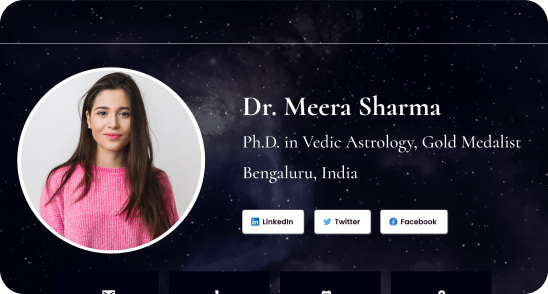 Dr. Meera Sharma
Ph.D. in Vedic Astrology, Gold Medalist
Bengaluru, India
LinkedIn
Twitter
Facebook